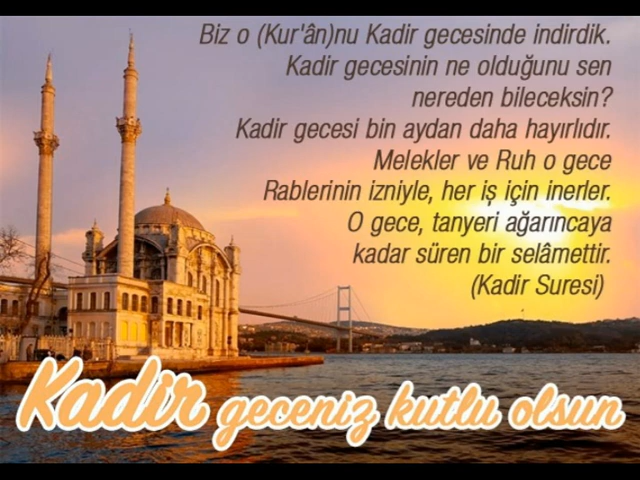 Biz o (Kur'ân)nu Kadir gecesinde indirdik.
Kadir gecesinin ne olduğunu sen
nereden bileceksin?
Kadir gecesi bin aydan daha hayırlıdır.
Melekler ve Ruh o gece
Rablerinin izniyle, her iş için inerler.
O gece, tanyeri ağarıncaya
kadar süren bir selâmettir.
(Kadir Suresi)
Kadir geceniz kutlu olsun